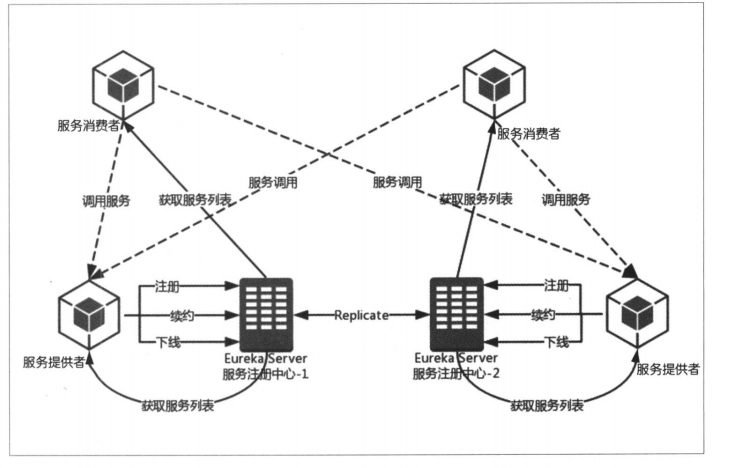 服务消费者
服务消费者
服务调用
服务调用
调用服务
获取服务列表
获取服务列表
调用服务
注册
注册
续约
Replicate
续约
下线
下线
Eureka Server
服务注册中心-1
Eureka Server
服务注册中心-2
服务提供者
服务提供者
获取服务列表
获取服务列表